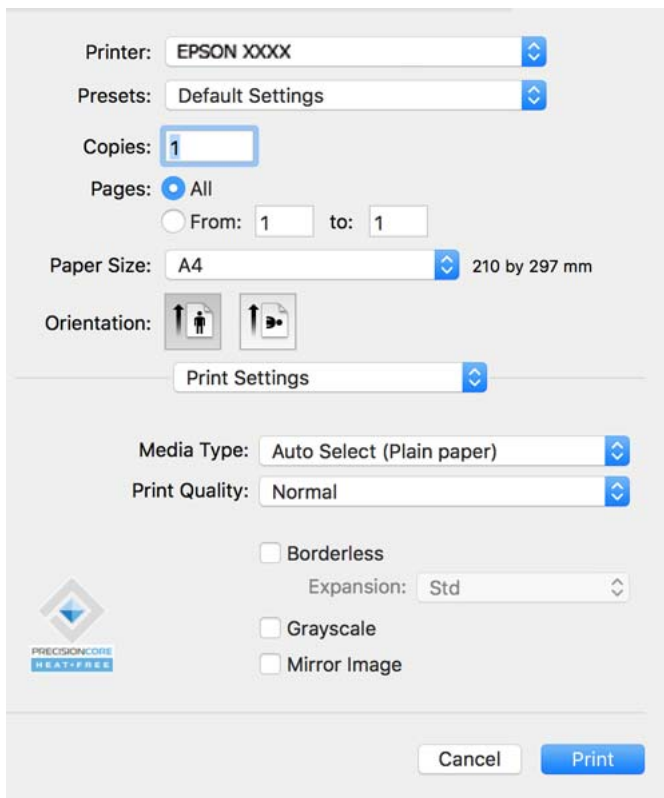 Printer: EPSON XXXX
Presets: Default Settings
Copies: 1
Pages: All
From: 1 to: 1
Paper Size: A4 210 by 297 mm
Orientation:
Print Settings
Media Type: Auto Select (Plain paper)
Print Quality: Normal
Borderless
Expansion: Std
Grayscale
Mirror Image
PRECISIONCORE
HEAT-FREE
Cancel Print